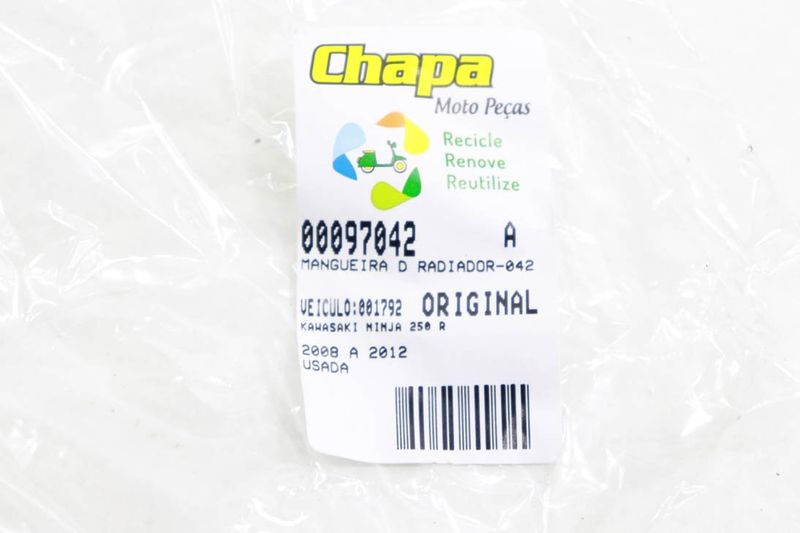 Chapa
Moto Peças
Recicle
Renove
Reutilize
00097042 A
MANGUEIRA D RADIADOR-042
VEICULO:001792 ORIGINAL
KAWASAKI NINJA 250 R
2008 A 2012
USADA